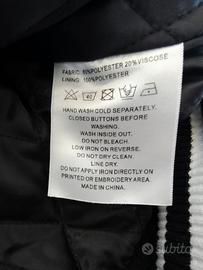 FABRIC: 80%POLYESTER 20%VISCOSE
LINING: 100%POLYESTER
HAND WASH COLD SEPARATELY.
CLOSED BUTTONS BEFORE
WASHING.
WASH INSIDE OUT.
DO NOT BLEACH.
LOW IRON ON REVERSE.
DO NOT DRY CLEAN.
LINE DRY.
DO NOT APPLY IRON DIRECTLY ON
PRINTED OR EMBROIDERY AREA.
MADE IN CHINA
subito